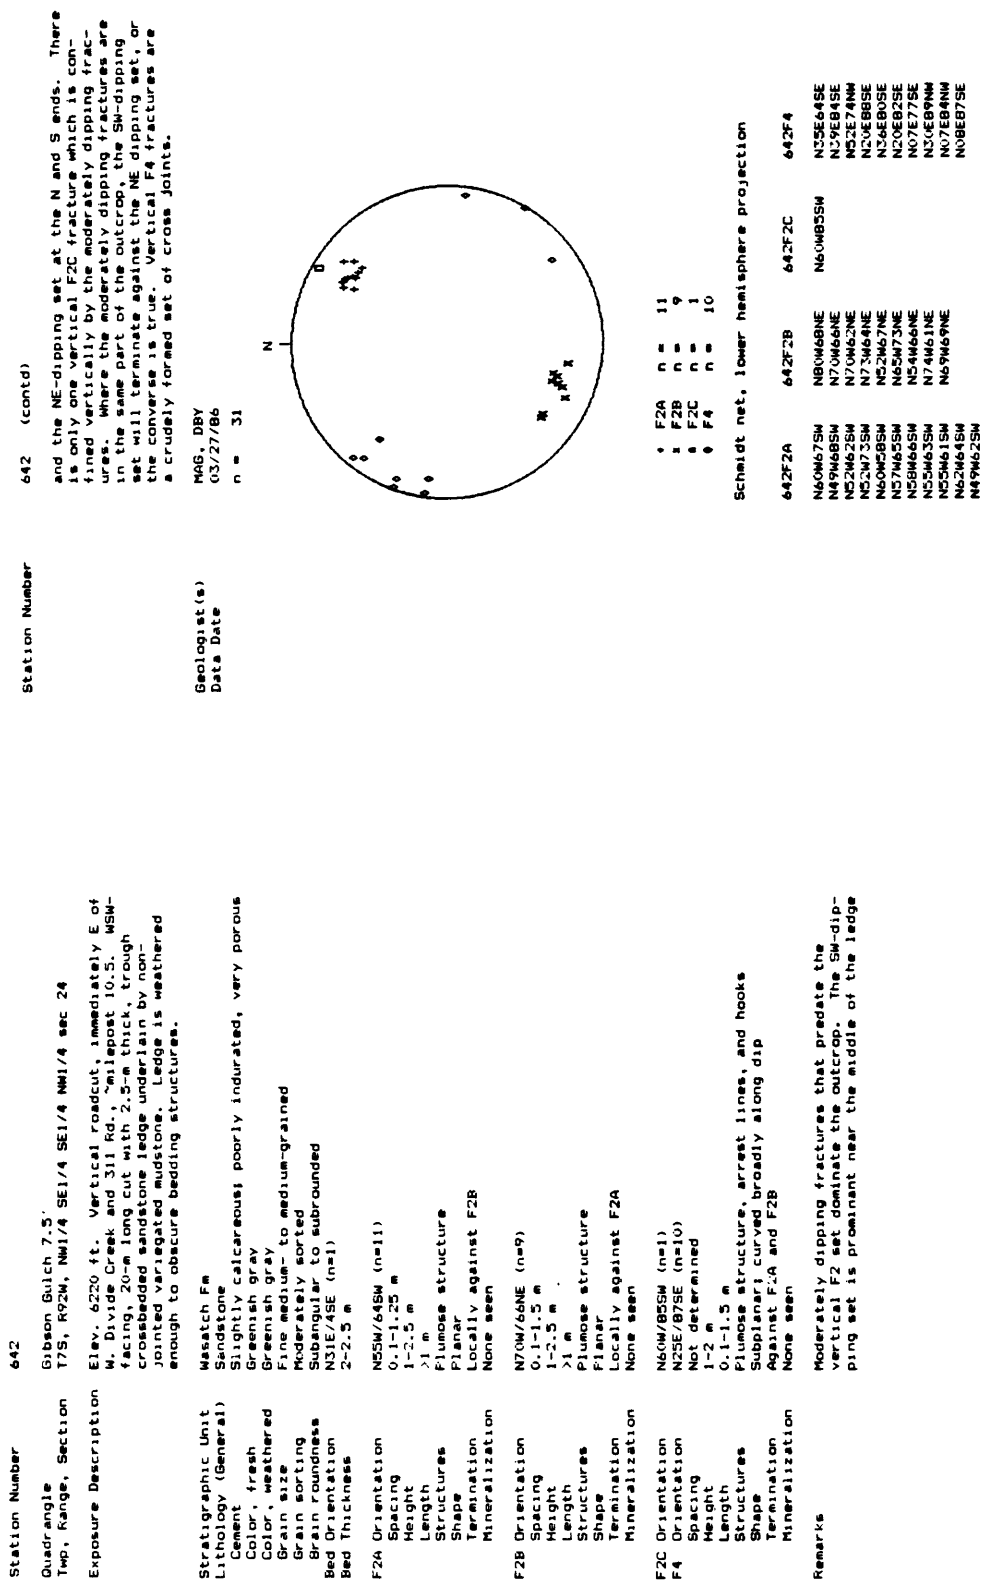 Station Number 642
Quadrangle Gibson Gulch 7.5'
Twp, Range, Section T7S, R92W, NW1/4 SE1/4 SE1/4 NW1/4 sec 24
Exposure Description Elev. 6220 ft. Vertical roadcut, immediately E of
W. Divide Creek and 311 Rd., ~milepost 10.5. WSW-
facing, 20-m long cut with 2.5-m thick, trough
crossbedded sandstone ledge underlain by non-
jointed variegated mudstone. Ledge is weathered
enough to obscure bedding structures.
Stratigraphic Unit Wasatch Fm
Lithology (General) Sandstone
Cement Slightly calcareous; poorly indurated, very porous
Color, fresh Greenish gray
Color, weathered Greenish gray
Grain size Fine medium- to medium-grained
Grain sorting Moderately sorted
Grain roundness Subangular to subrounded
Bed Orientation N31E/4SE (n=1)
Bed Thickness 2-2.5 m
F2A Orientation N55W/64SW (n=11)
Spacing 0.1-1.25 m
Height 1-2.5 m
Length >1 m
Structures Plumose structure
Shape Planar
Termination Locally against F2B
Mineralization None seen
F2B Orientation N70W/66NE (n=9)
Spacing 0.1-1.5 m
Height 1-2.5 m
Length >1 m
Structures Plumose structure
Shape Planar
Termination Locally against F2A
Mineralization None seen
F2C Orientation N60W/85SW (n=1)
F4 Orientation N25E/87SE (n=10)
Spacing Not determined
Height 1-2 m
Length 0.1-1.5 m
Structures Plumose structure, arrest lines, and hooks
Shape Subplanar; curved broadly along dip
Termination Against F2A and F2B
Mineralization None seen
Remarks Moderately dipping fractures that predate the
vertical F2 set dominate the outcrop. The SW-dip-
ping set is prominant near the middle of the ledge
Station Number 642 (contd)
and the NE-dipping set at the N and S ends. There
is only one vertical F2C fracture which is con-
fined vertically by the moderately dipping frac-
ures. Where the moderately dipping fractures are
in the same part of the outcrop, the SW-dipping
set will terminate against the NE dipping set, or
the converse is true. Vertical F4 fractures are
a crudely formed set of cross joints.
Geologist(s) MAG, DBY
Data Date 03/27/86
n = 31
N
+ F2A n = 11
x F2B n = 9
□ F2C n = 1
◇ F4 n = 10
Schmidt net, lower hemisphere projection
642F2A 642F2B 642F2C 642F4
N60W67SW N80W68NE N60W85SW N35E64SE
N49W68SW N70W66NE N39E84SE
N52W62SW N70W62NE N52E74NW
N52W73SW N73W64NE N20E88SE
N60W58SW N52W67NE N36E80SE
N57W65SW N65W73NE N20E82SE
N58W66SW N54W66NE N07E77SE
N55W63SW N74W61NE N30E89NW
N55W61SW N69W69NE N07E84NW
N62W64SW N08E87SE
N49W62SW